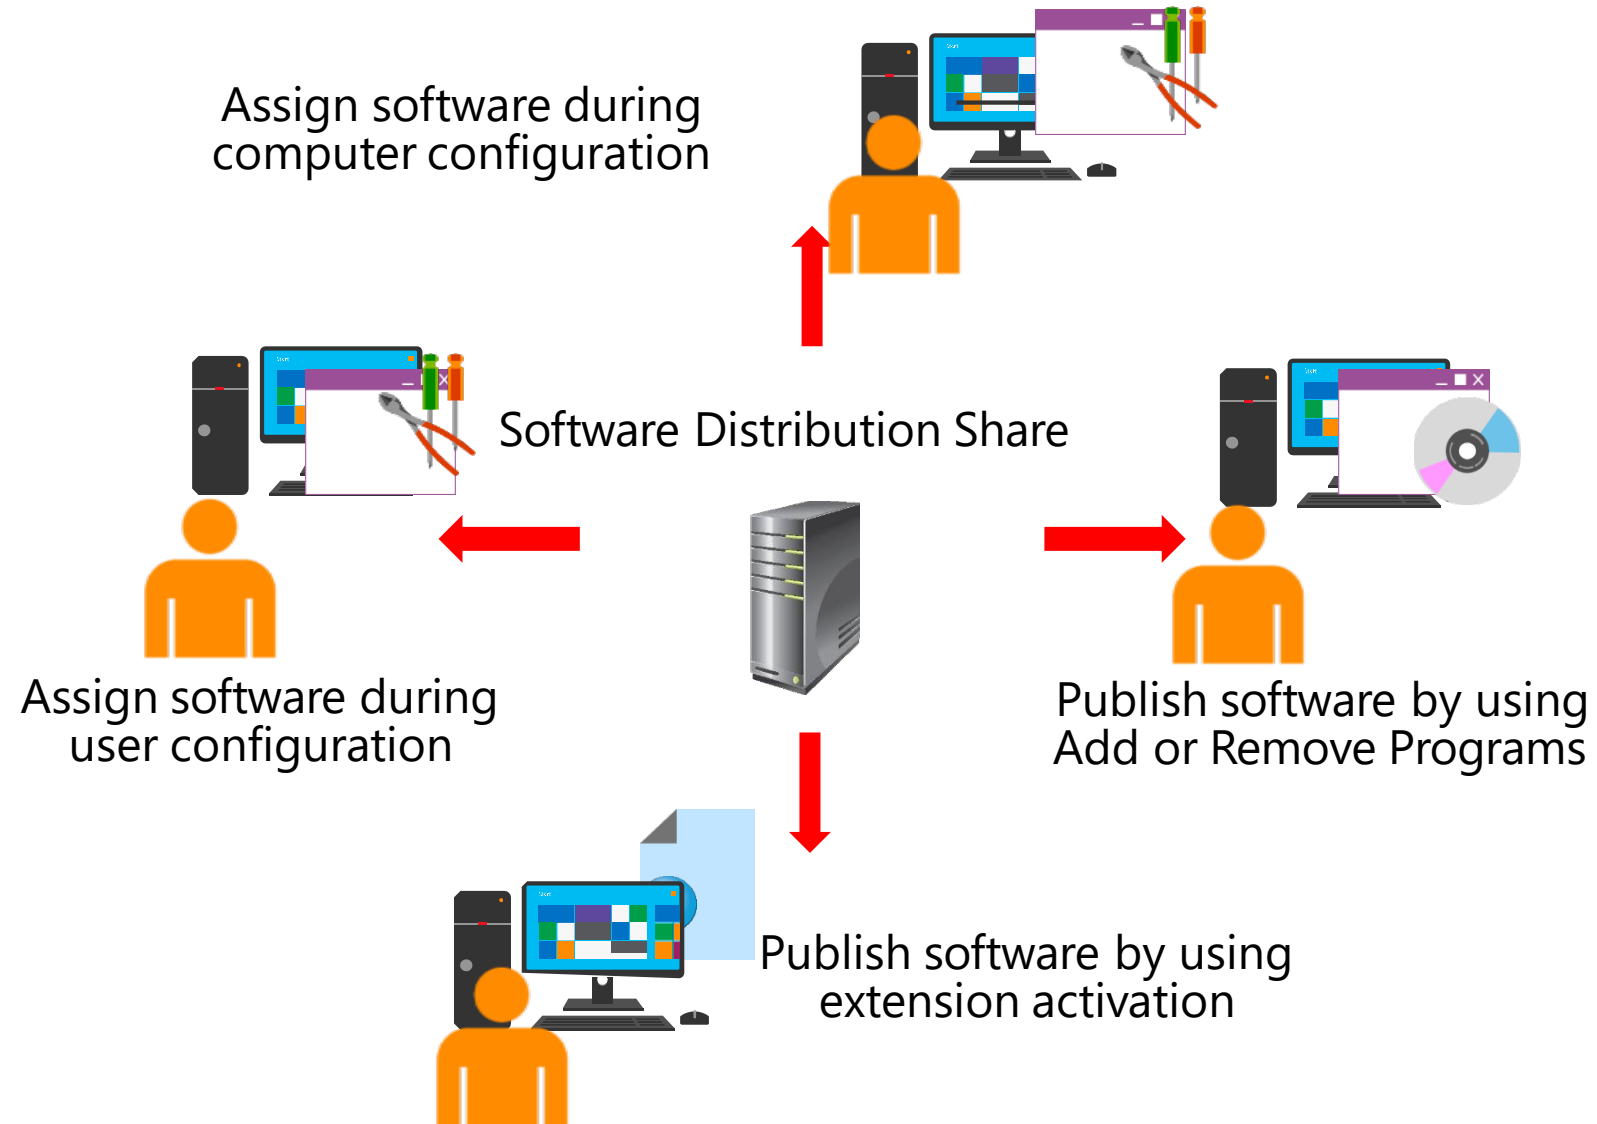 Assign software during
computer configuration
Software Distribution Share
Assign software during
user configuration
Publish software by using
Add or Remove Programs
Publish software by using
extension activation